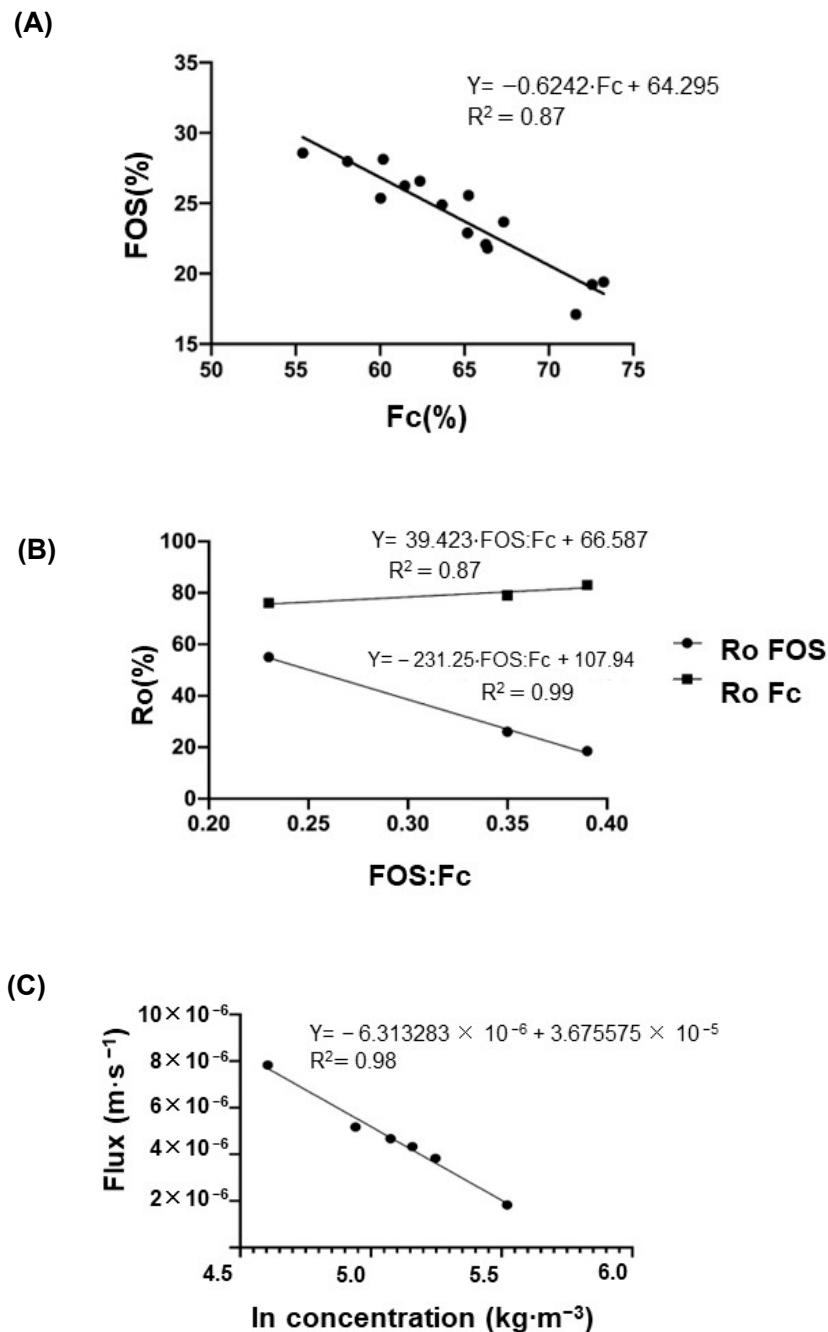 (A)
35
30
25
20
15
FOS(%)
Y= −0.6242·Fc + 64.295
R² = 0.87
50 55 60 65 70 75
Fc(%)
(B)
100
80
60
40
20
0
Ro(%)
Y= 39.423·FOS:Fc + 66.587
R² = 0.87
Y= −231.25·FOS:Fc + 107.94
R² = 0.99
Ro FOS
Ro Fc
0.20 0.25 0.30 0.35 0.40
FOS:Fc
(C)
10×10⁻⁶
8×10⁻⁶
6×10⁻⁶
4×10⁻⁶
2×10⁻⁶
Flux (m·s⁻¹)
Y= −6.313283 × 10⁻⁶ + 3.675575 × 10⁻⁵
R²= 0.98
4.5 5.0 5.5 6.0
In concentration (kg·m⁻³)